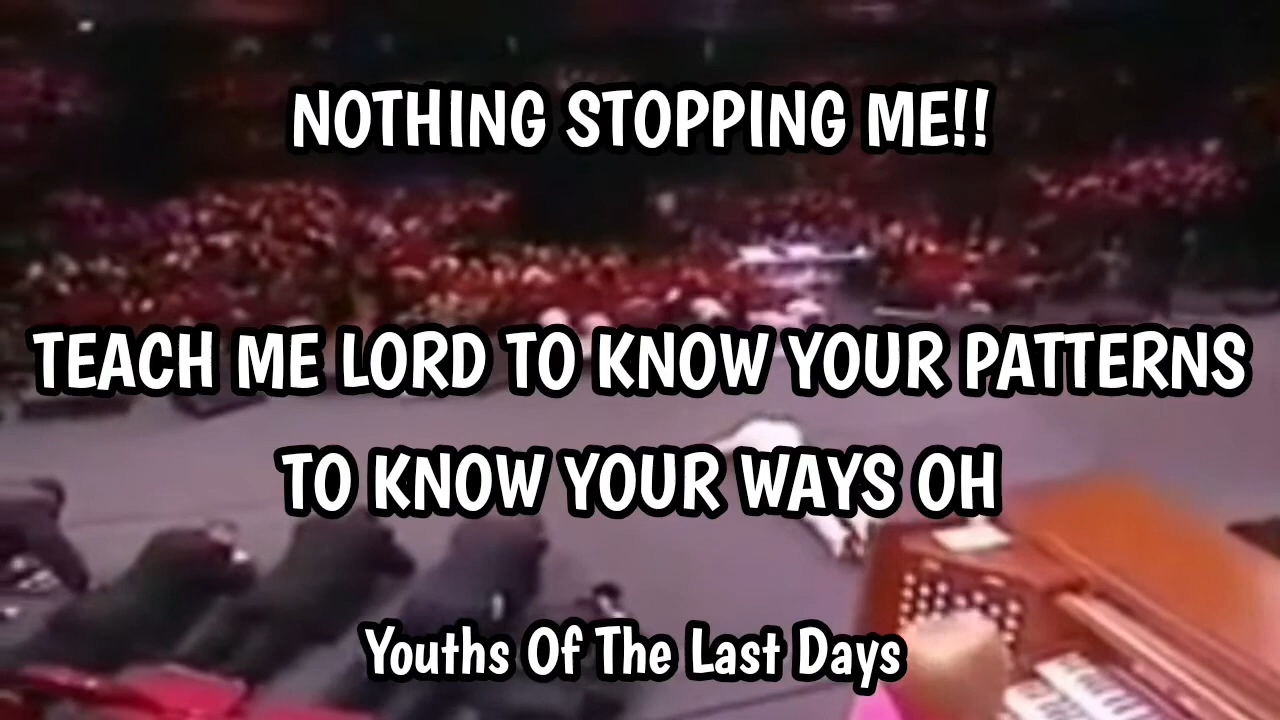 NOTHING STOPPING ME!!
TEACH ME LORD TO KNOW YOUR PATTERNS
TO KNOW YOUR WAYS OH
Youths Of The Last Days